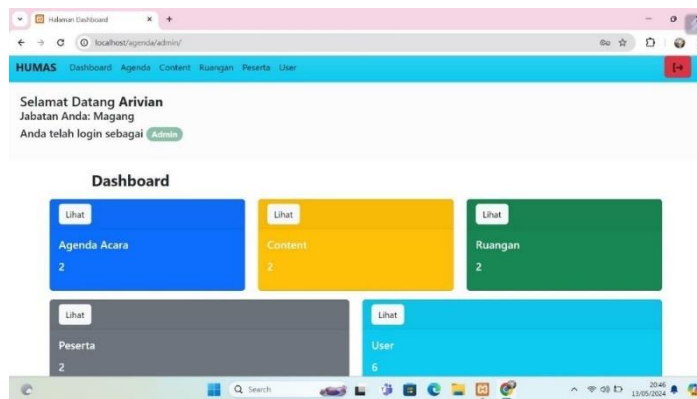 Halaman Dashboard
localhost/agenda/admin/
HUMAS Dashboard Agenda Content Ruangan Peserta User
Selamat Datang Arivian
Jabatan Anda: Magang
Anda telah login sebagai Admin
Dashboard
Lihat Lihat Lihat
Agenda Acara Content Ruangan
2 2 2
Lihat Lihat
Peserta User
2 6
Search
20:46
13/05/2024